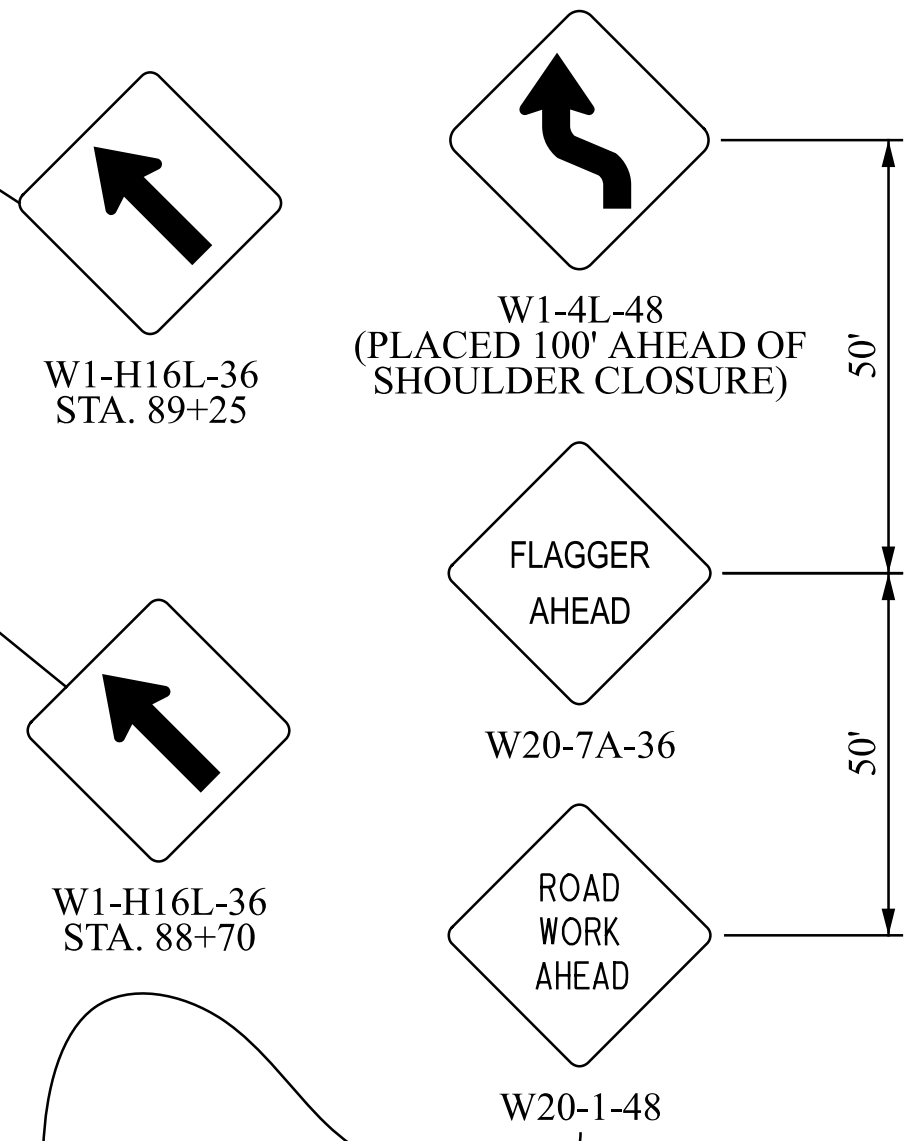 W1-H16L-36
STA. 89+25
W1-4L-48
(PLACED 100' AHEAD OF
SHOULDER CLOSURE)
50'
FLAGGER
AHEAD
W20-7A-36
50'
W1-H16L-36
STA. 88+70
ROAD
WORK
AHEAD
W20-1-48